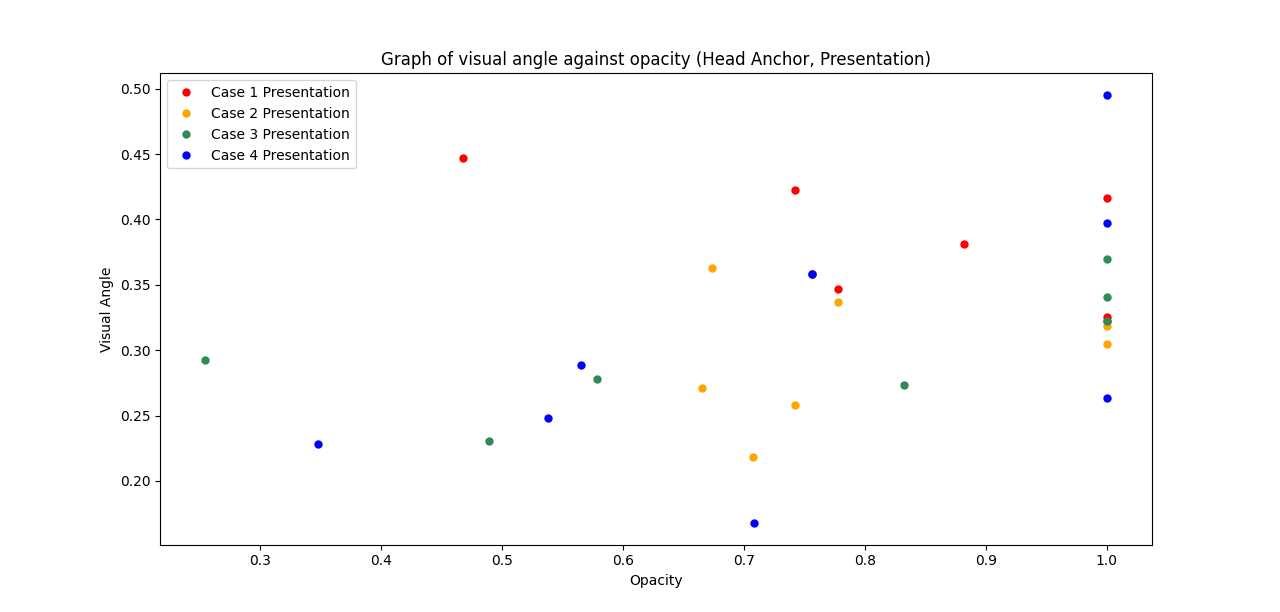 Graph of visual angle against opacity (Head Anchor, Presentation)
Case 1 Presentation
Case 2 Presentation
Case 3 Presentation
Case 4 Presentation
Visual Angle
0.50
0.45
0.40
0.35
0.30
0.25
0.20
0.3 0.4 0.5 0.6 0.7 0.8 0.9 1.0
Opacity